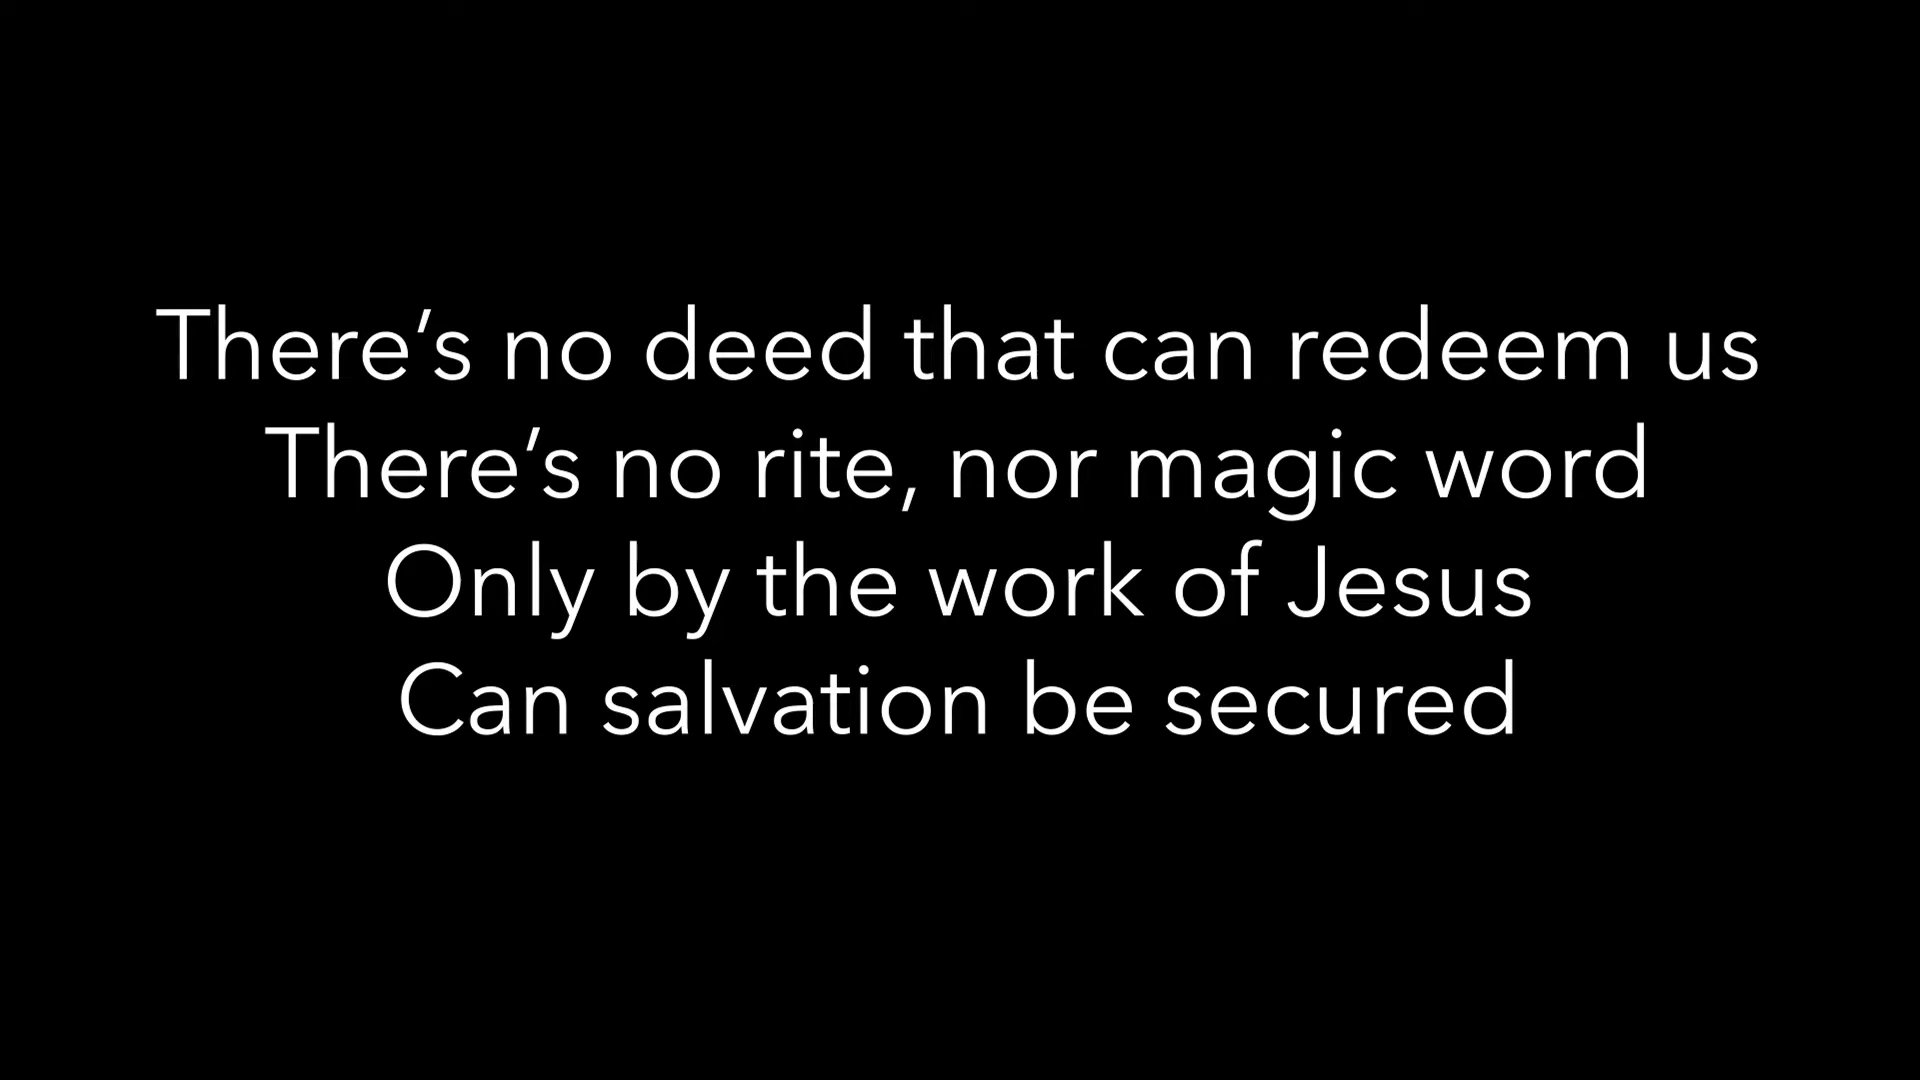 There’s no deed that can redeem us
There’s no rite, nor magic word
Only by the work of Jesus
Can salvation be secured